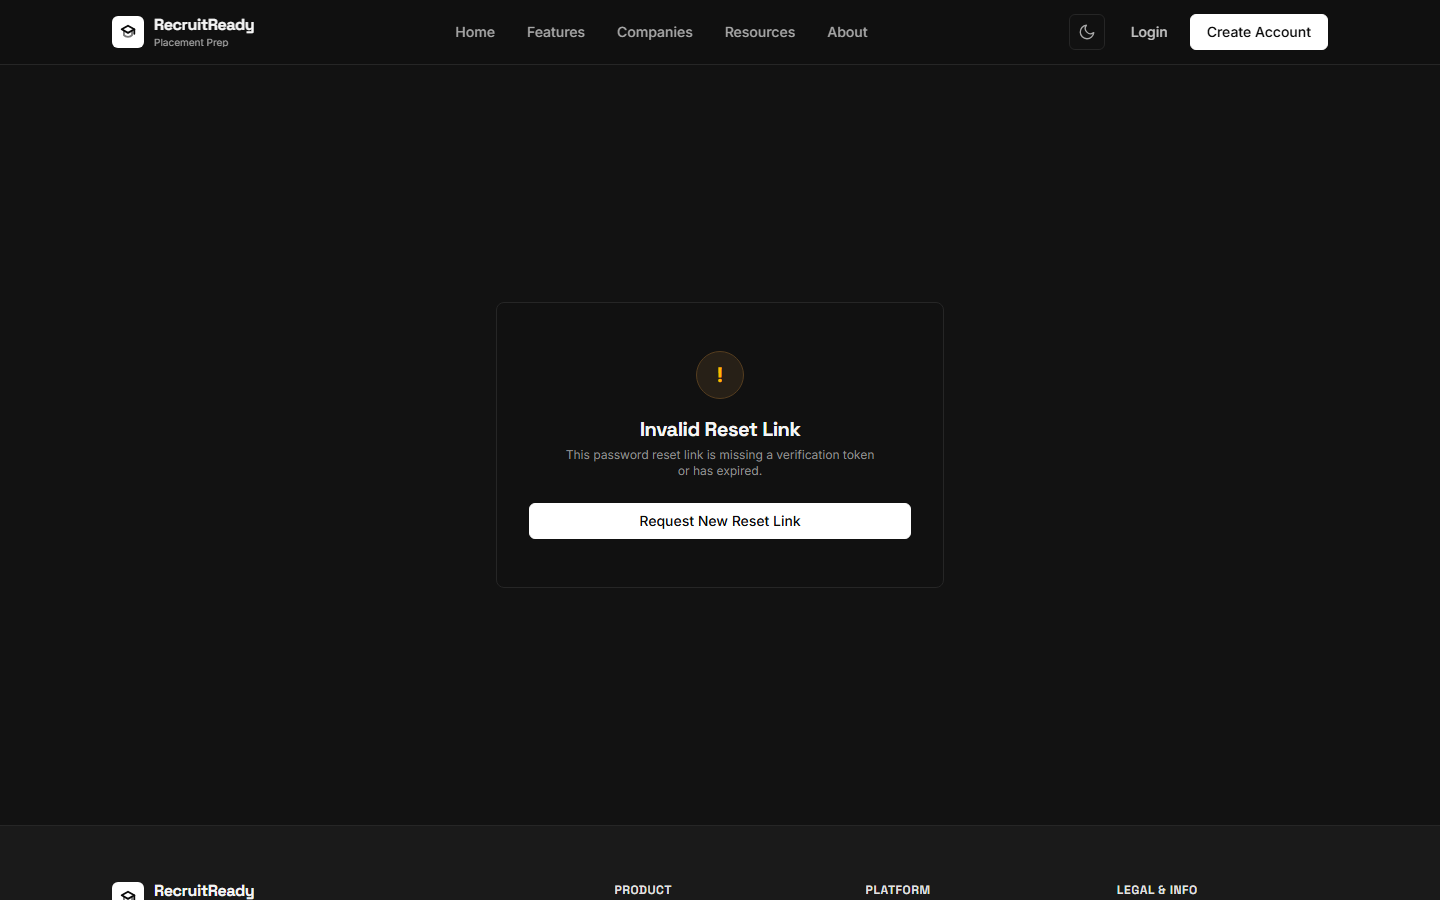 RecruitReady
Placement Prep
Home
Features
Companies
Resources
About
Login
Create Account
!
Invalid Reset Link
This password reset link is missing a verification token
or has expired.
Request New Reset Link
RecruitReady
PRODUCT
PLATFORM
LEGAL & INFO